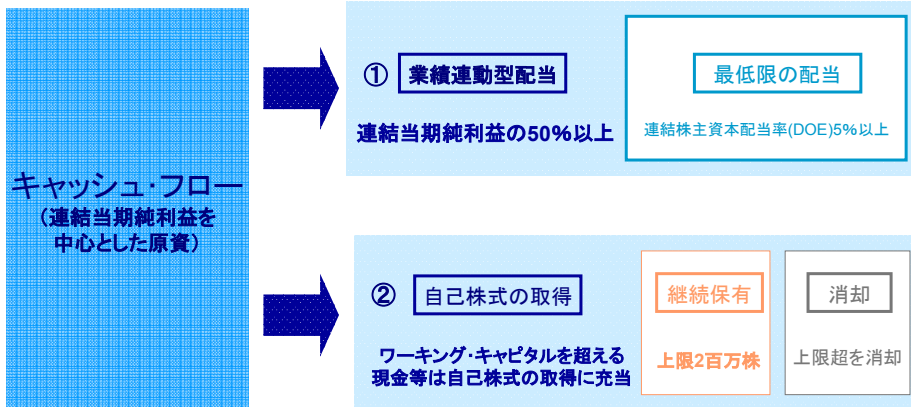 キャッシュ・フロー
（連結当期純利益を
中心とした原資）
① 業績連動型配当
連結当期純利益の50％以上
最低限の配当
連結株主資本配当率(DOE)5％以上
② 自己株式の取得
ワーキング・キャピタルを超える
現金等は自己株式の取得に充当
継続保有
上限2百万株
消却
上限超を消却